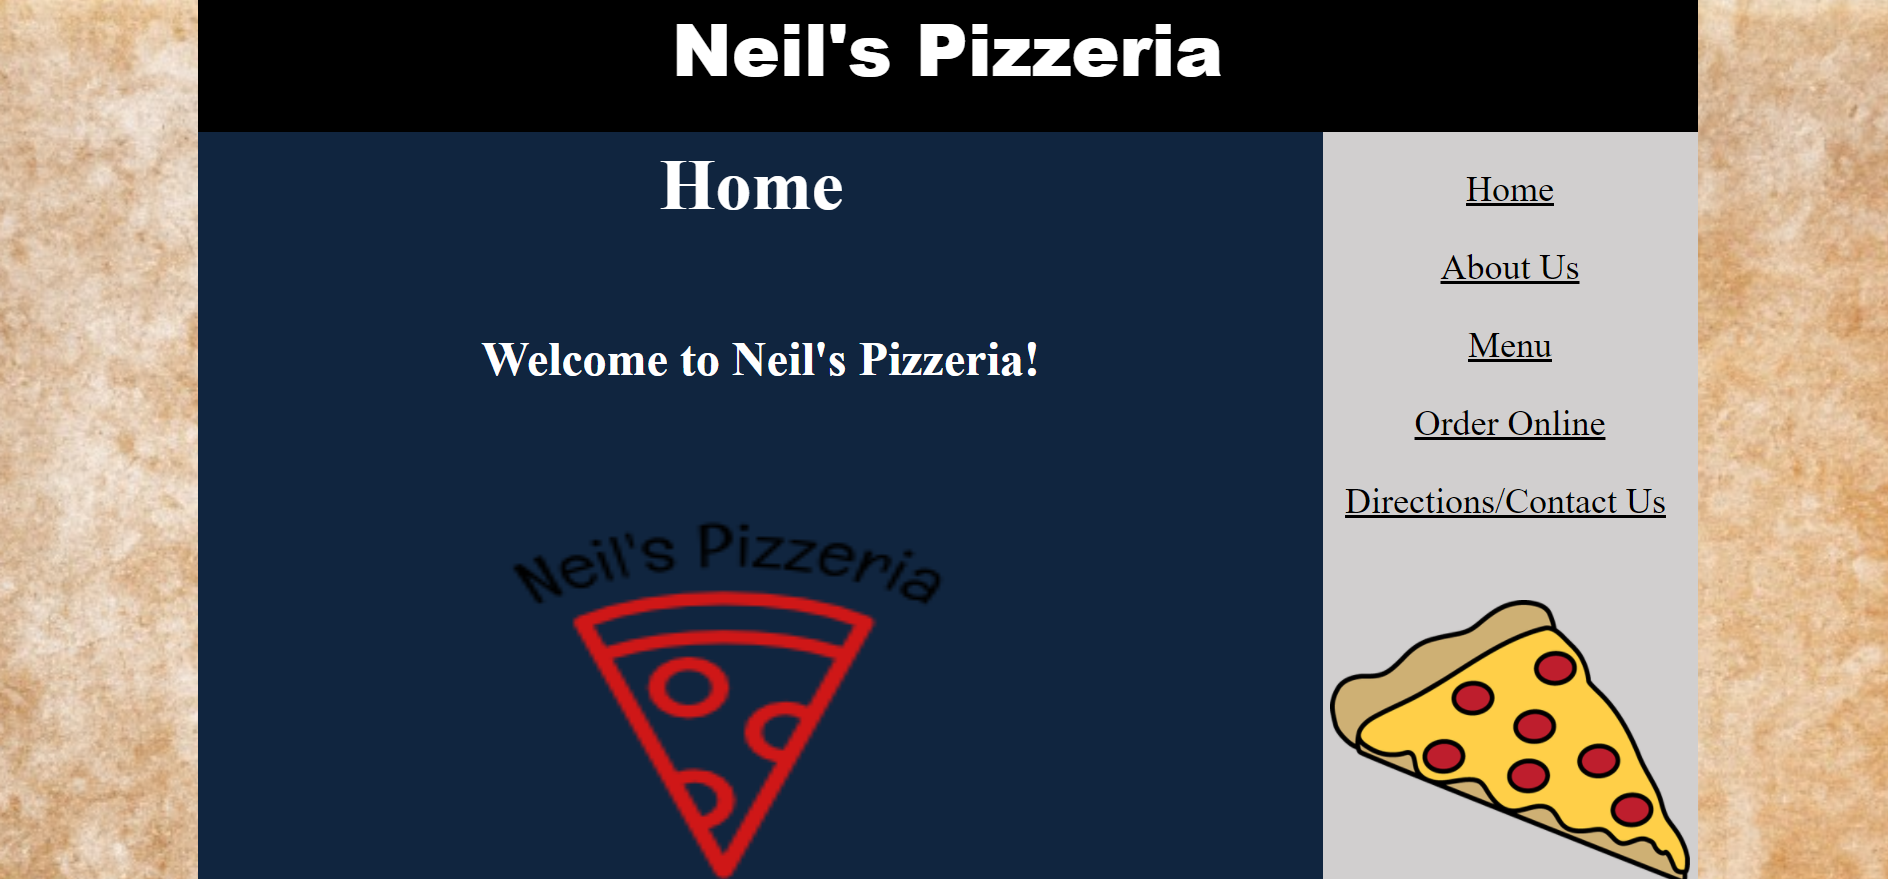 Neil's Pizzeria
Home
Welcome to Neil's Pizzeria!
Neil's Pizzeria
Home
About Us
Menu
Order Online
Directions/Contact Us